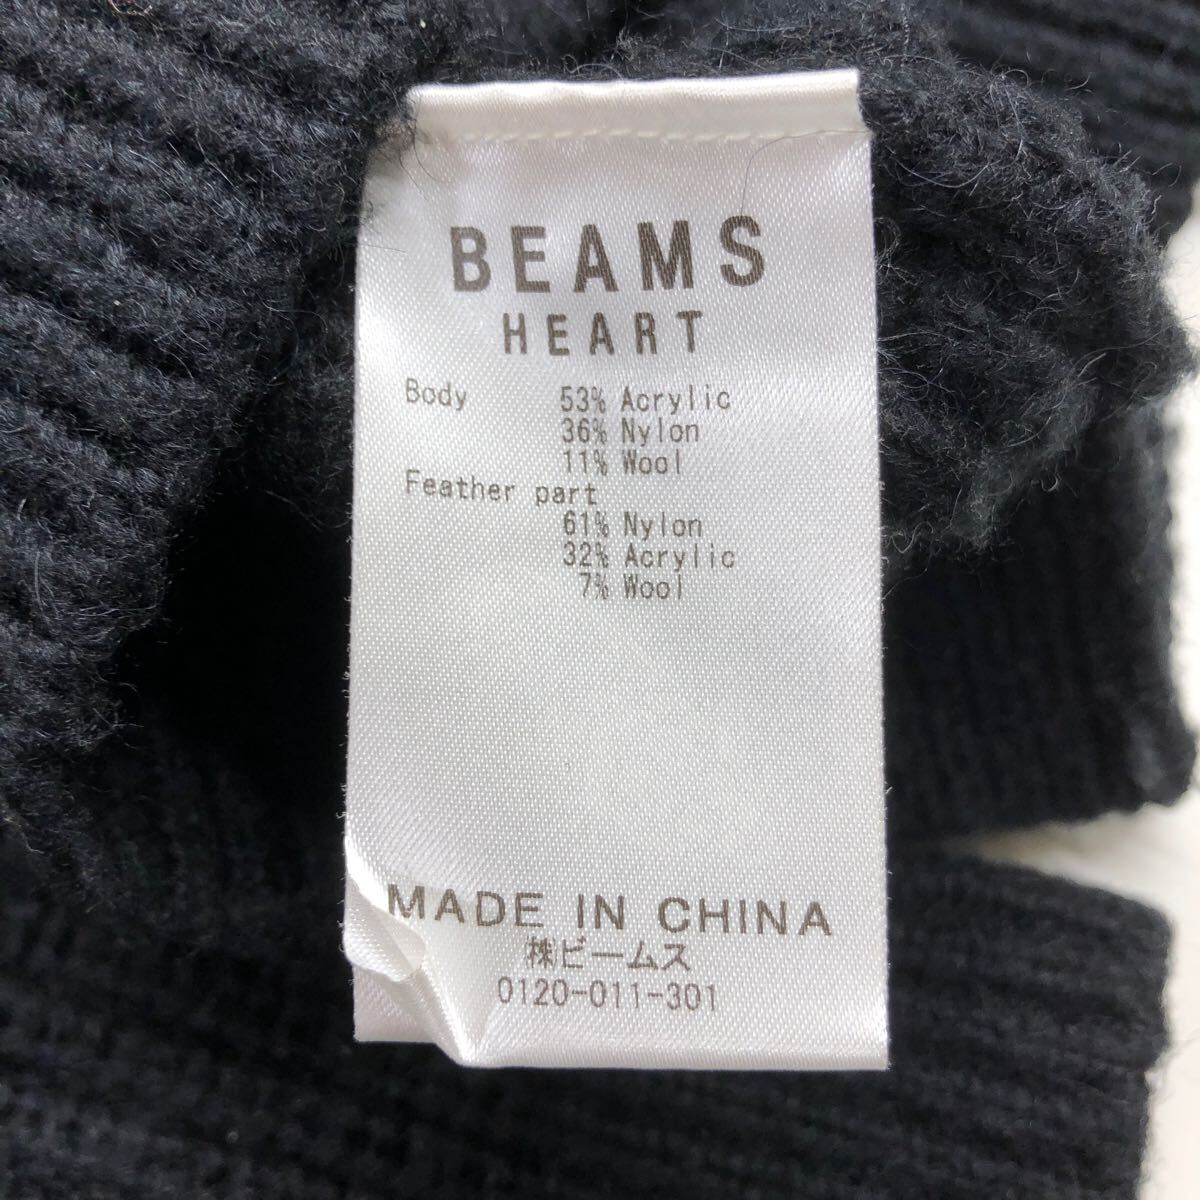 BEAMS
HEART
Body 53% Acrylic
36% Nylon
11% Wool
Feather part
61% Nylon
32% Acrylic
7% Wool
MADE IN CHINA
㈱ビームス
0120-011-301